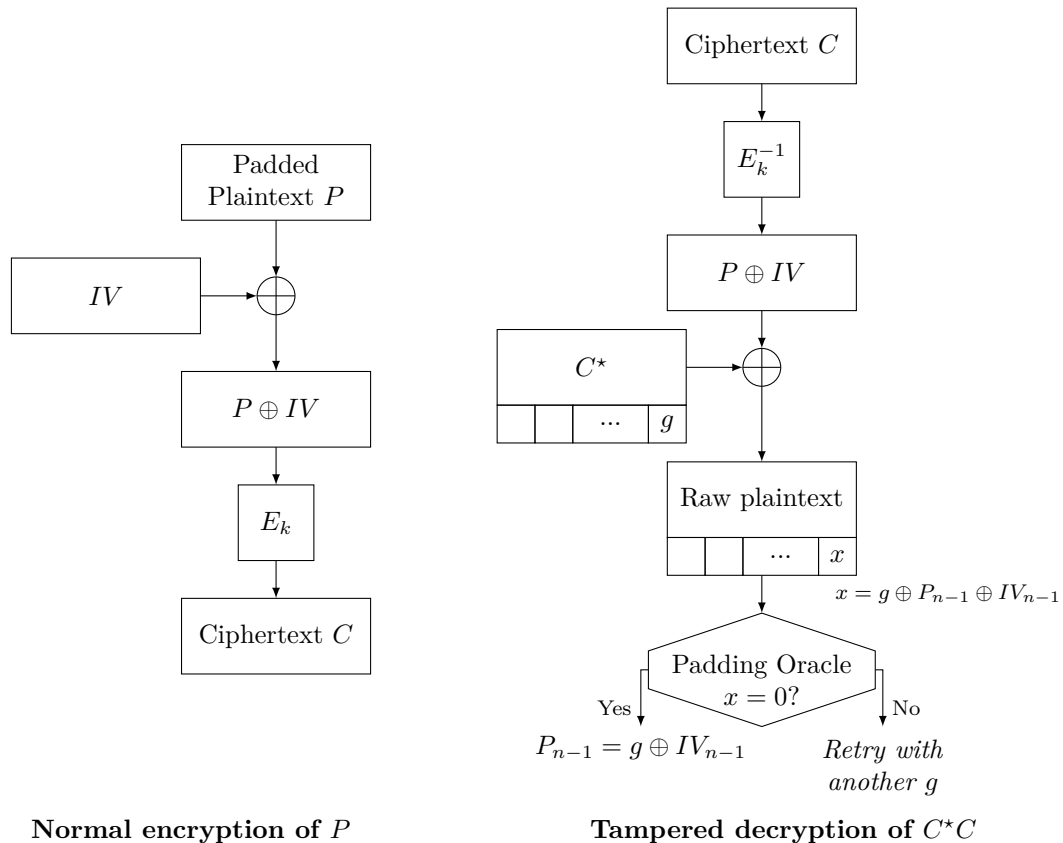 Padded
Plaintext P
IV
P ⊕ IV
E_k
Ciphertext C
Normal encryption of P
Ciphertext C
E_k^{-1}
P ⊕ IV
C^⋆
... g
Raw plaintext
... x
x = g ⊕ P_{n−1} ⊕ IV_{n−1}
Padding Oracle
x = 0?
Yes
No
P_{n−1} = g ⊕ IV_{n−1}
Retry with
another g
Tampered decryption of C^⋆C